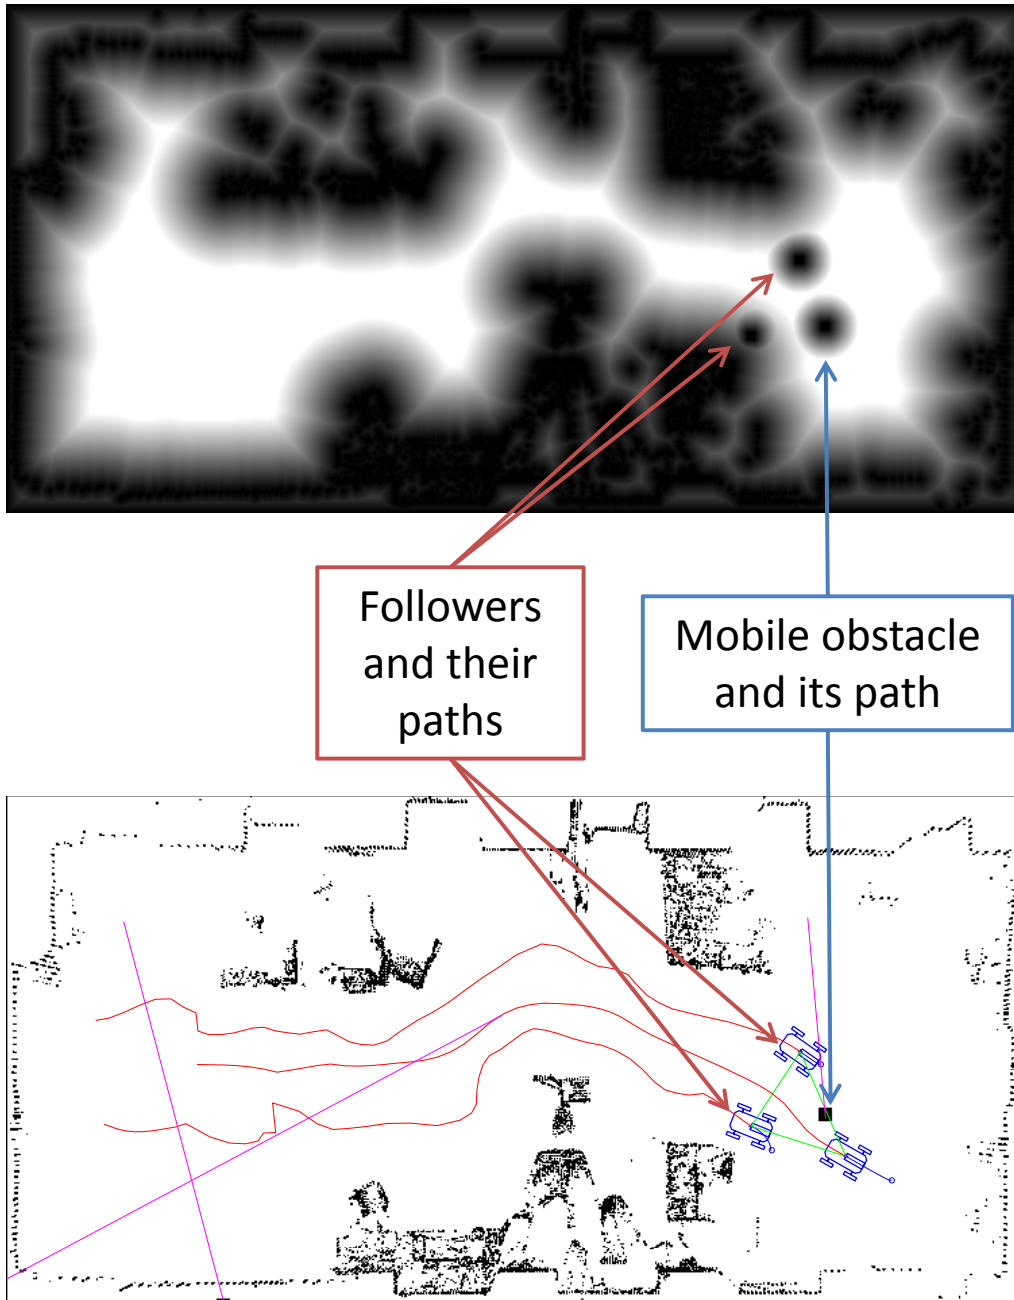 Followers
and their
paths
Mobile obstacle
and its path